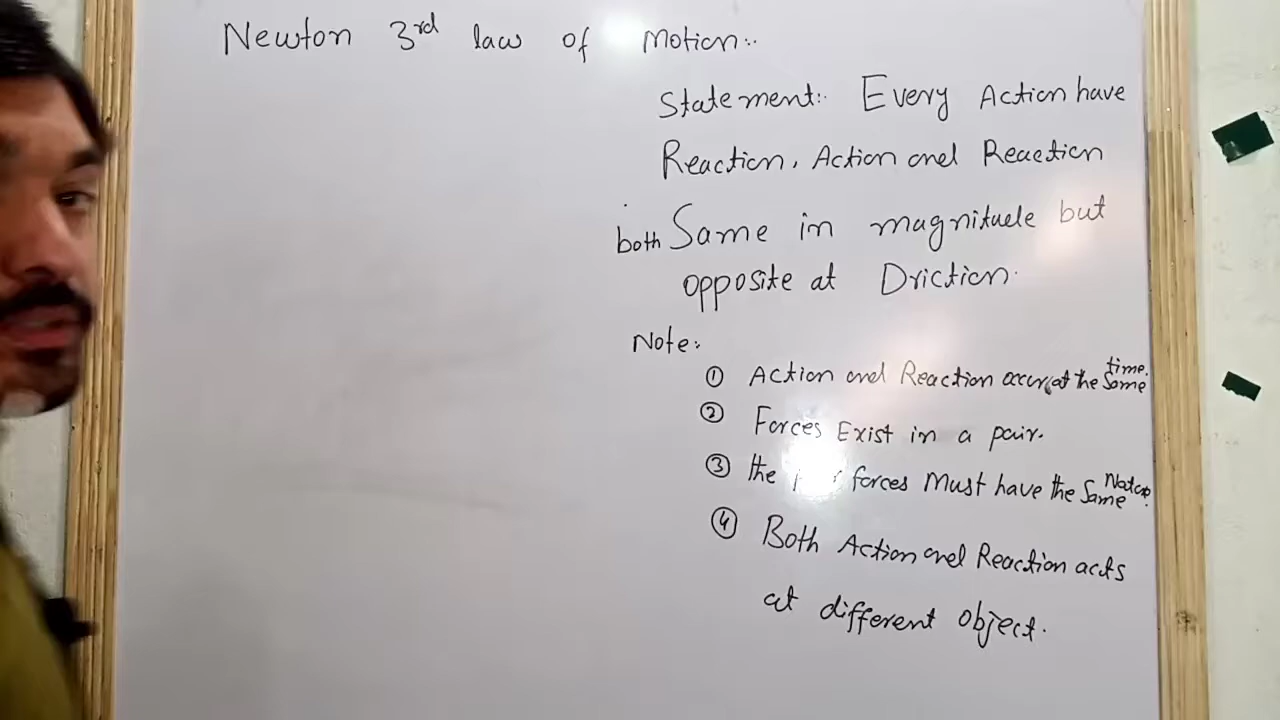 Newton 3rd law of Motion:-
Statement:- Every Action have
Reaction. Action and Reaction
both Same in magnitude but
opposite at Driction.
Note:
① Action and Reaction occur at the Same time.
② Forces Exist in a pair.
③ the forces Must have the Same
④ Both Action and Reaction acts
at different object.